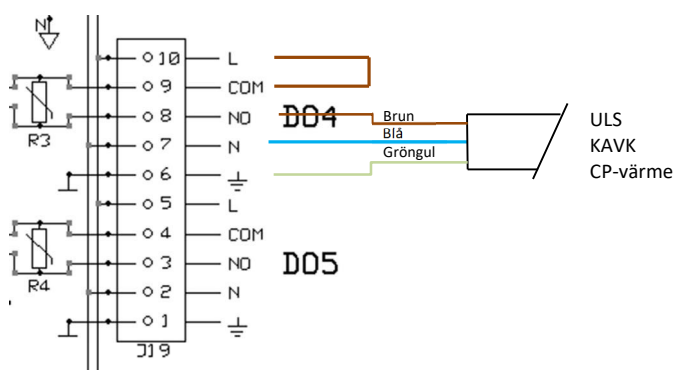 N
10 L
9 COM
8 NO DO4 Brun ULS
R3 7 N Blå KAVK
6 Gröngul CP-värme
5 L
4 COM
3 NO DO5
R4 2 N
1
J19